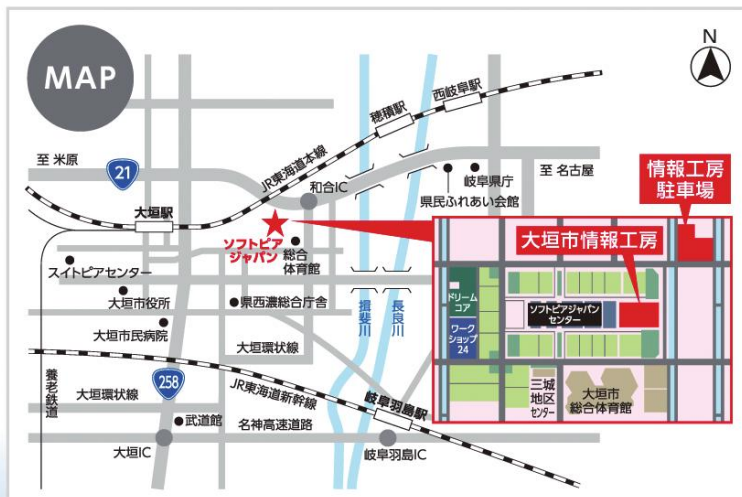 MAP
N
穂積駅
西岐阜駅
至 米原
21
JR東海道本線
和合IC
岐阜県庁
県民ふれあい会館
至 名古屋
情報工房
駐車場
大垣駅
ソフトピア
ジャパン
総合
体育館
大垣市情報工房
スイトピアセンター
大垣市役所
県西濃総合庁舎
揖斐川
長良川
ドリーム
コア
ソフトピアジャパン
センター
ワーク
ショップ
24
大垣市民病院
大垣環状線
養老鉄道
大垣環状線
258
JR東海道新幹線
岐阜羽島駅
三城
地区
センター
大垣市
総合体育館
武道館
名神高速道路
大垣IC
岐阜羽島IC